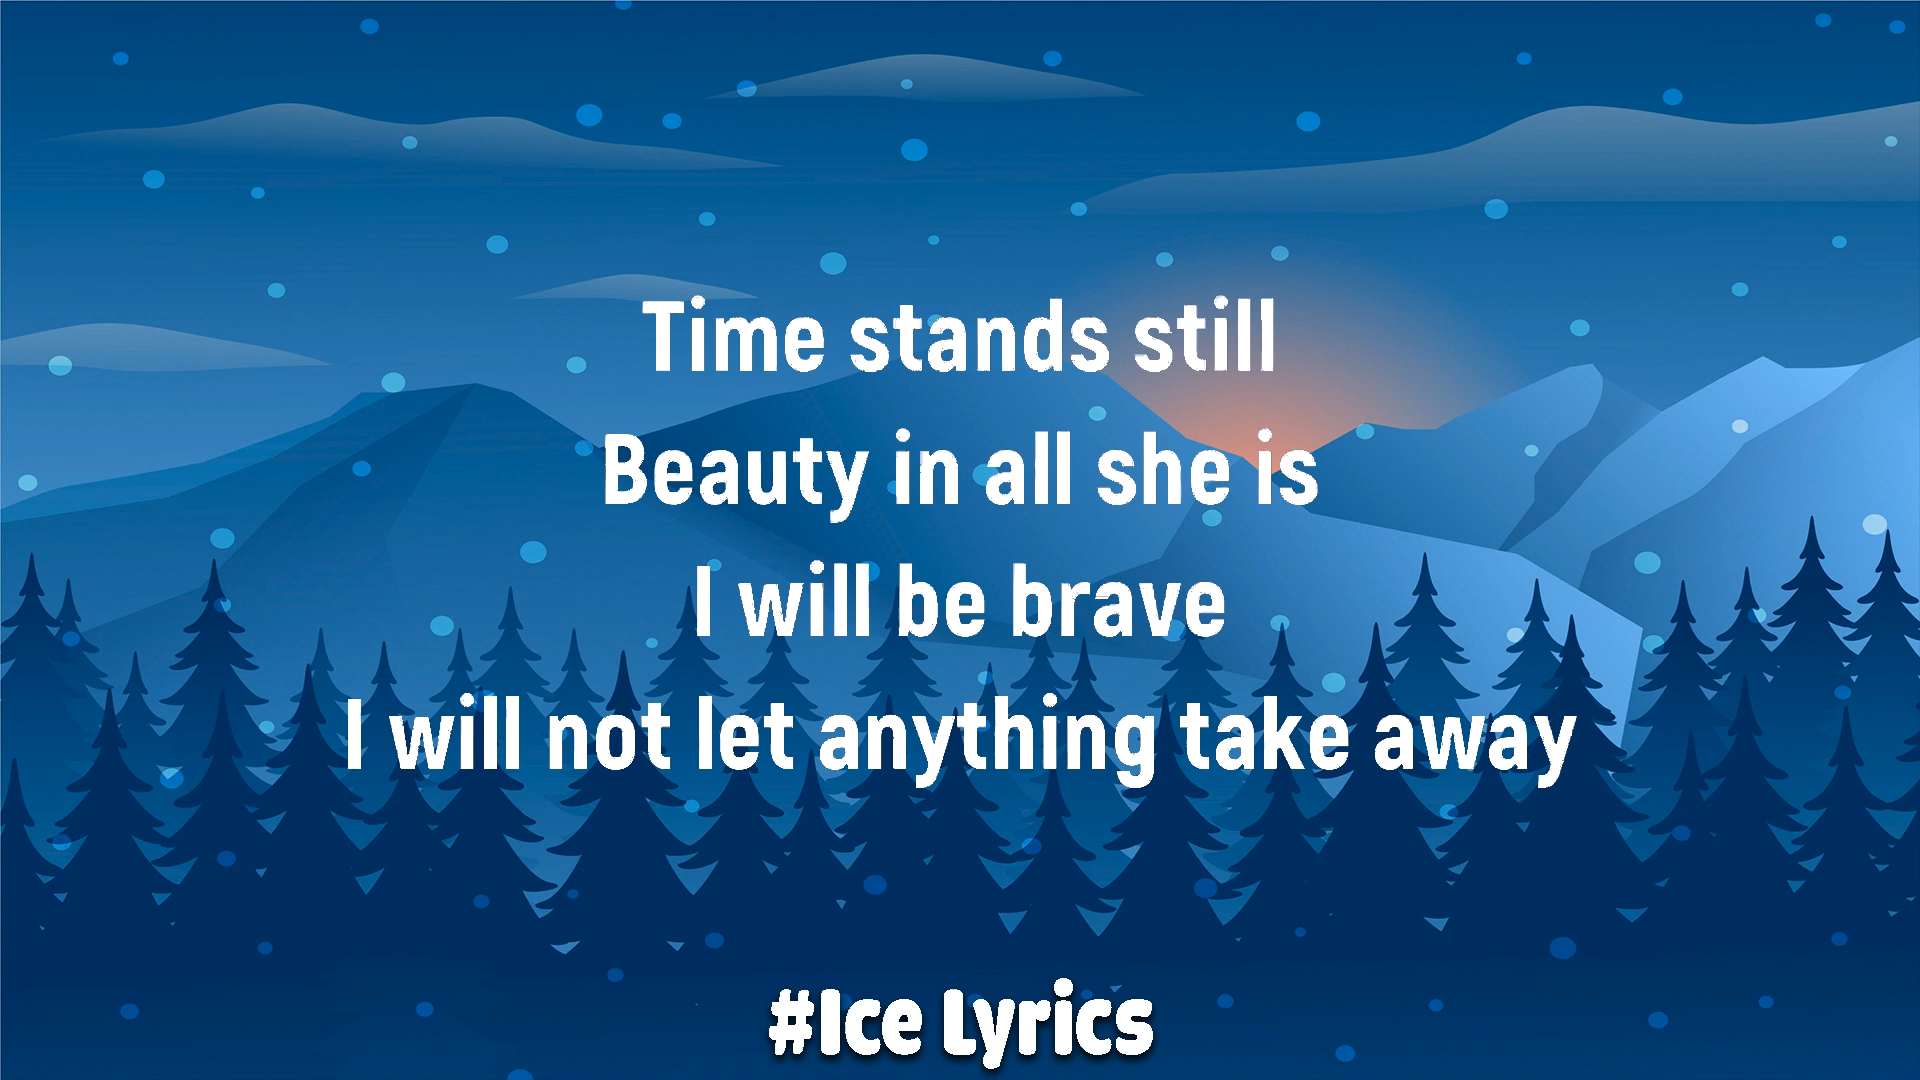 Time stands still
Beauty in all she is
I will be brave
I will not let anything take away
#Ice Lyrics